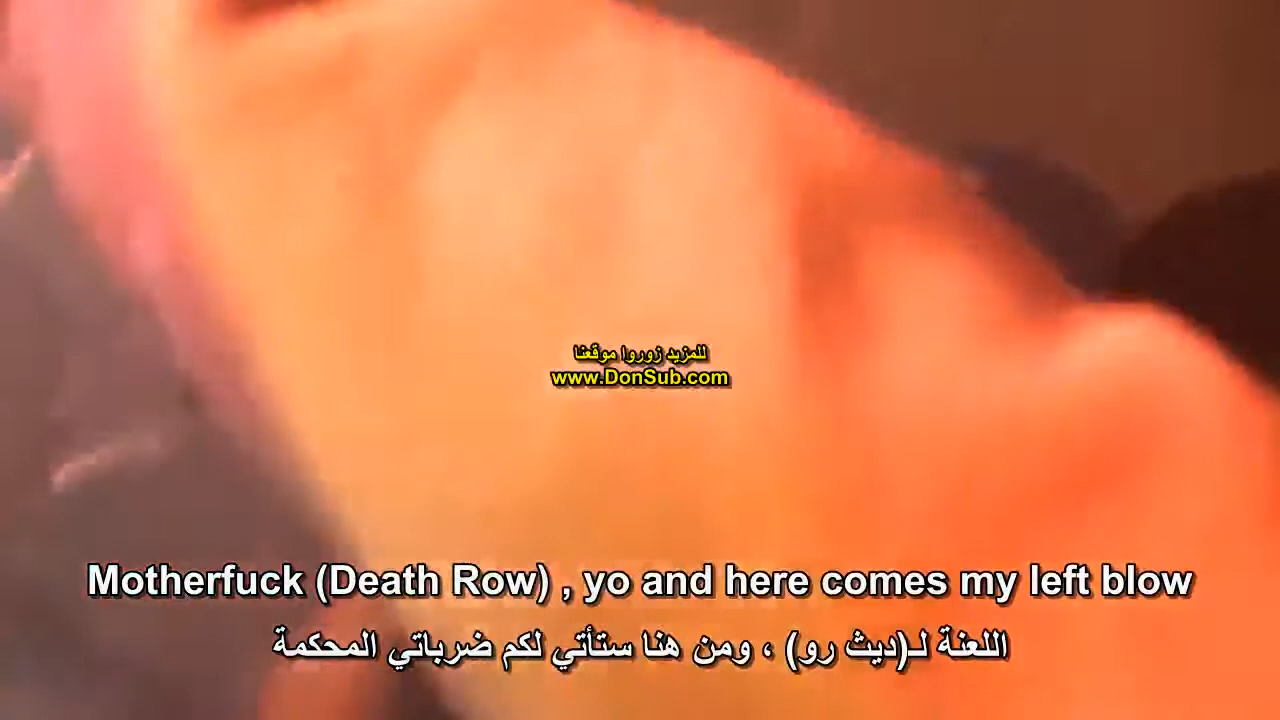 للمزيد زوروا موقعنا
www.DonSub.com
Motherfuck (Death Row) , yo and here comes my left blow
اللعنة لـ(ديث رو) ، ومن هنا ستأتي لكم ضرباتي المحكمة